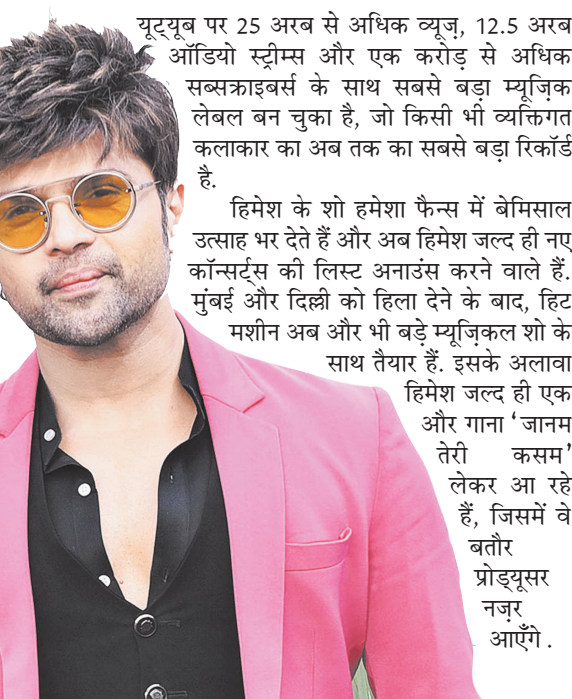 यूट्यूब पर 25 अरब से अधिक व्यूज़, 12.5 अरब
ऑडियो स्ट्रीम्स और एक करोड़ से अधिक
सब्सक्राइबर्स के साथ सबसे बड़ा म्यूज़िक
लेबल बन चुका है, जो किसी भी व्यक्तिगत
कलाकार का अब तक का सबसे बड़ा रिकॉर्ड
है.
हिमेश के शो हमेशा फैन्स में बेमिसाल
उत्साह भर देते हैं और अब हिमेश जल्द ही नए
कॉन्सर्ट्स की लिस्ट अनाउंस करने वाले हैं.
मुंबई और दिल्ली को हिला देने के बाद, हिट
मशीन अब और भी बड़े म्यूज़िकल शो के
साथ तैयार हैं. इसके अलावा
हिमेश जल्द ही एक
और गाना ‘जानम
तेरी कसम’
लेकर आ रहे
हैं, जिसमें वे
बतौर
प्रोड्यूसर
नज़र
आएँगे.